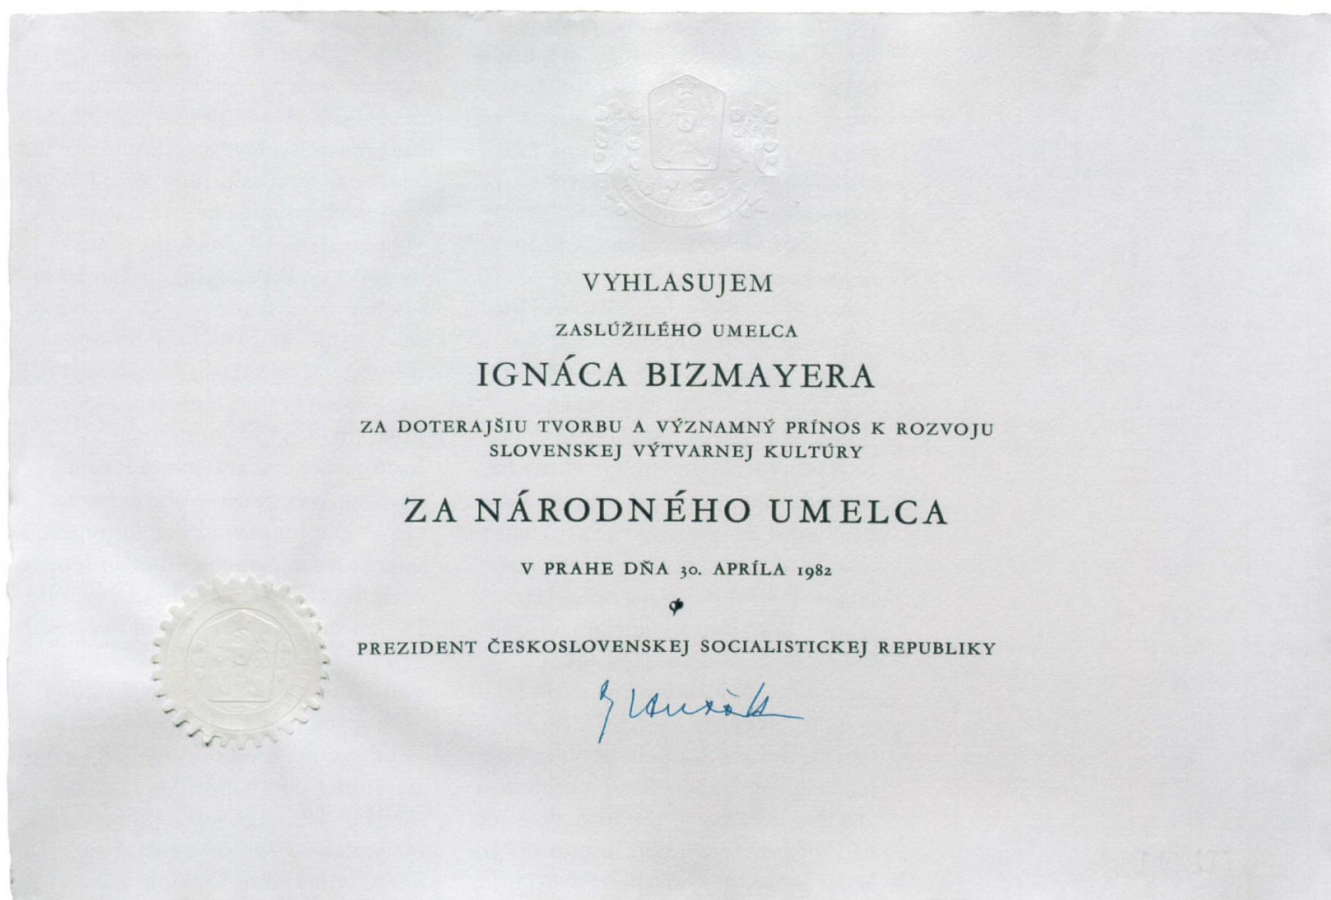 VYHLASUJEM
ZASLÚŽILÉHO UMELCA
IGNÁCA BIZMAYERA
ZA DOTERAJŠIU TVORBU A VÝZNAMNÝ PRÍNOS K ROZVOJU
SLOVENSKEJ VÝTVARNEJ KULTÚRY
ZA NÁRODNÉHO UMELCA
V PRAHE DŇA 30. APRÍLA 1982
PREZIDENT ČESKOSLOVENSKEJ SOCIALISTICKEJ REPUBLIKY